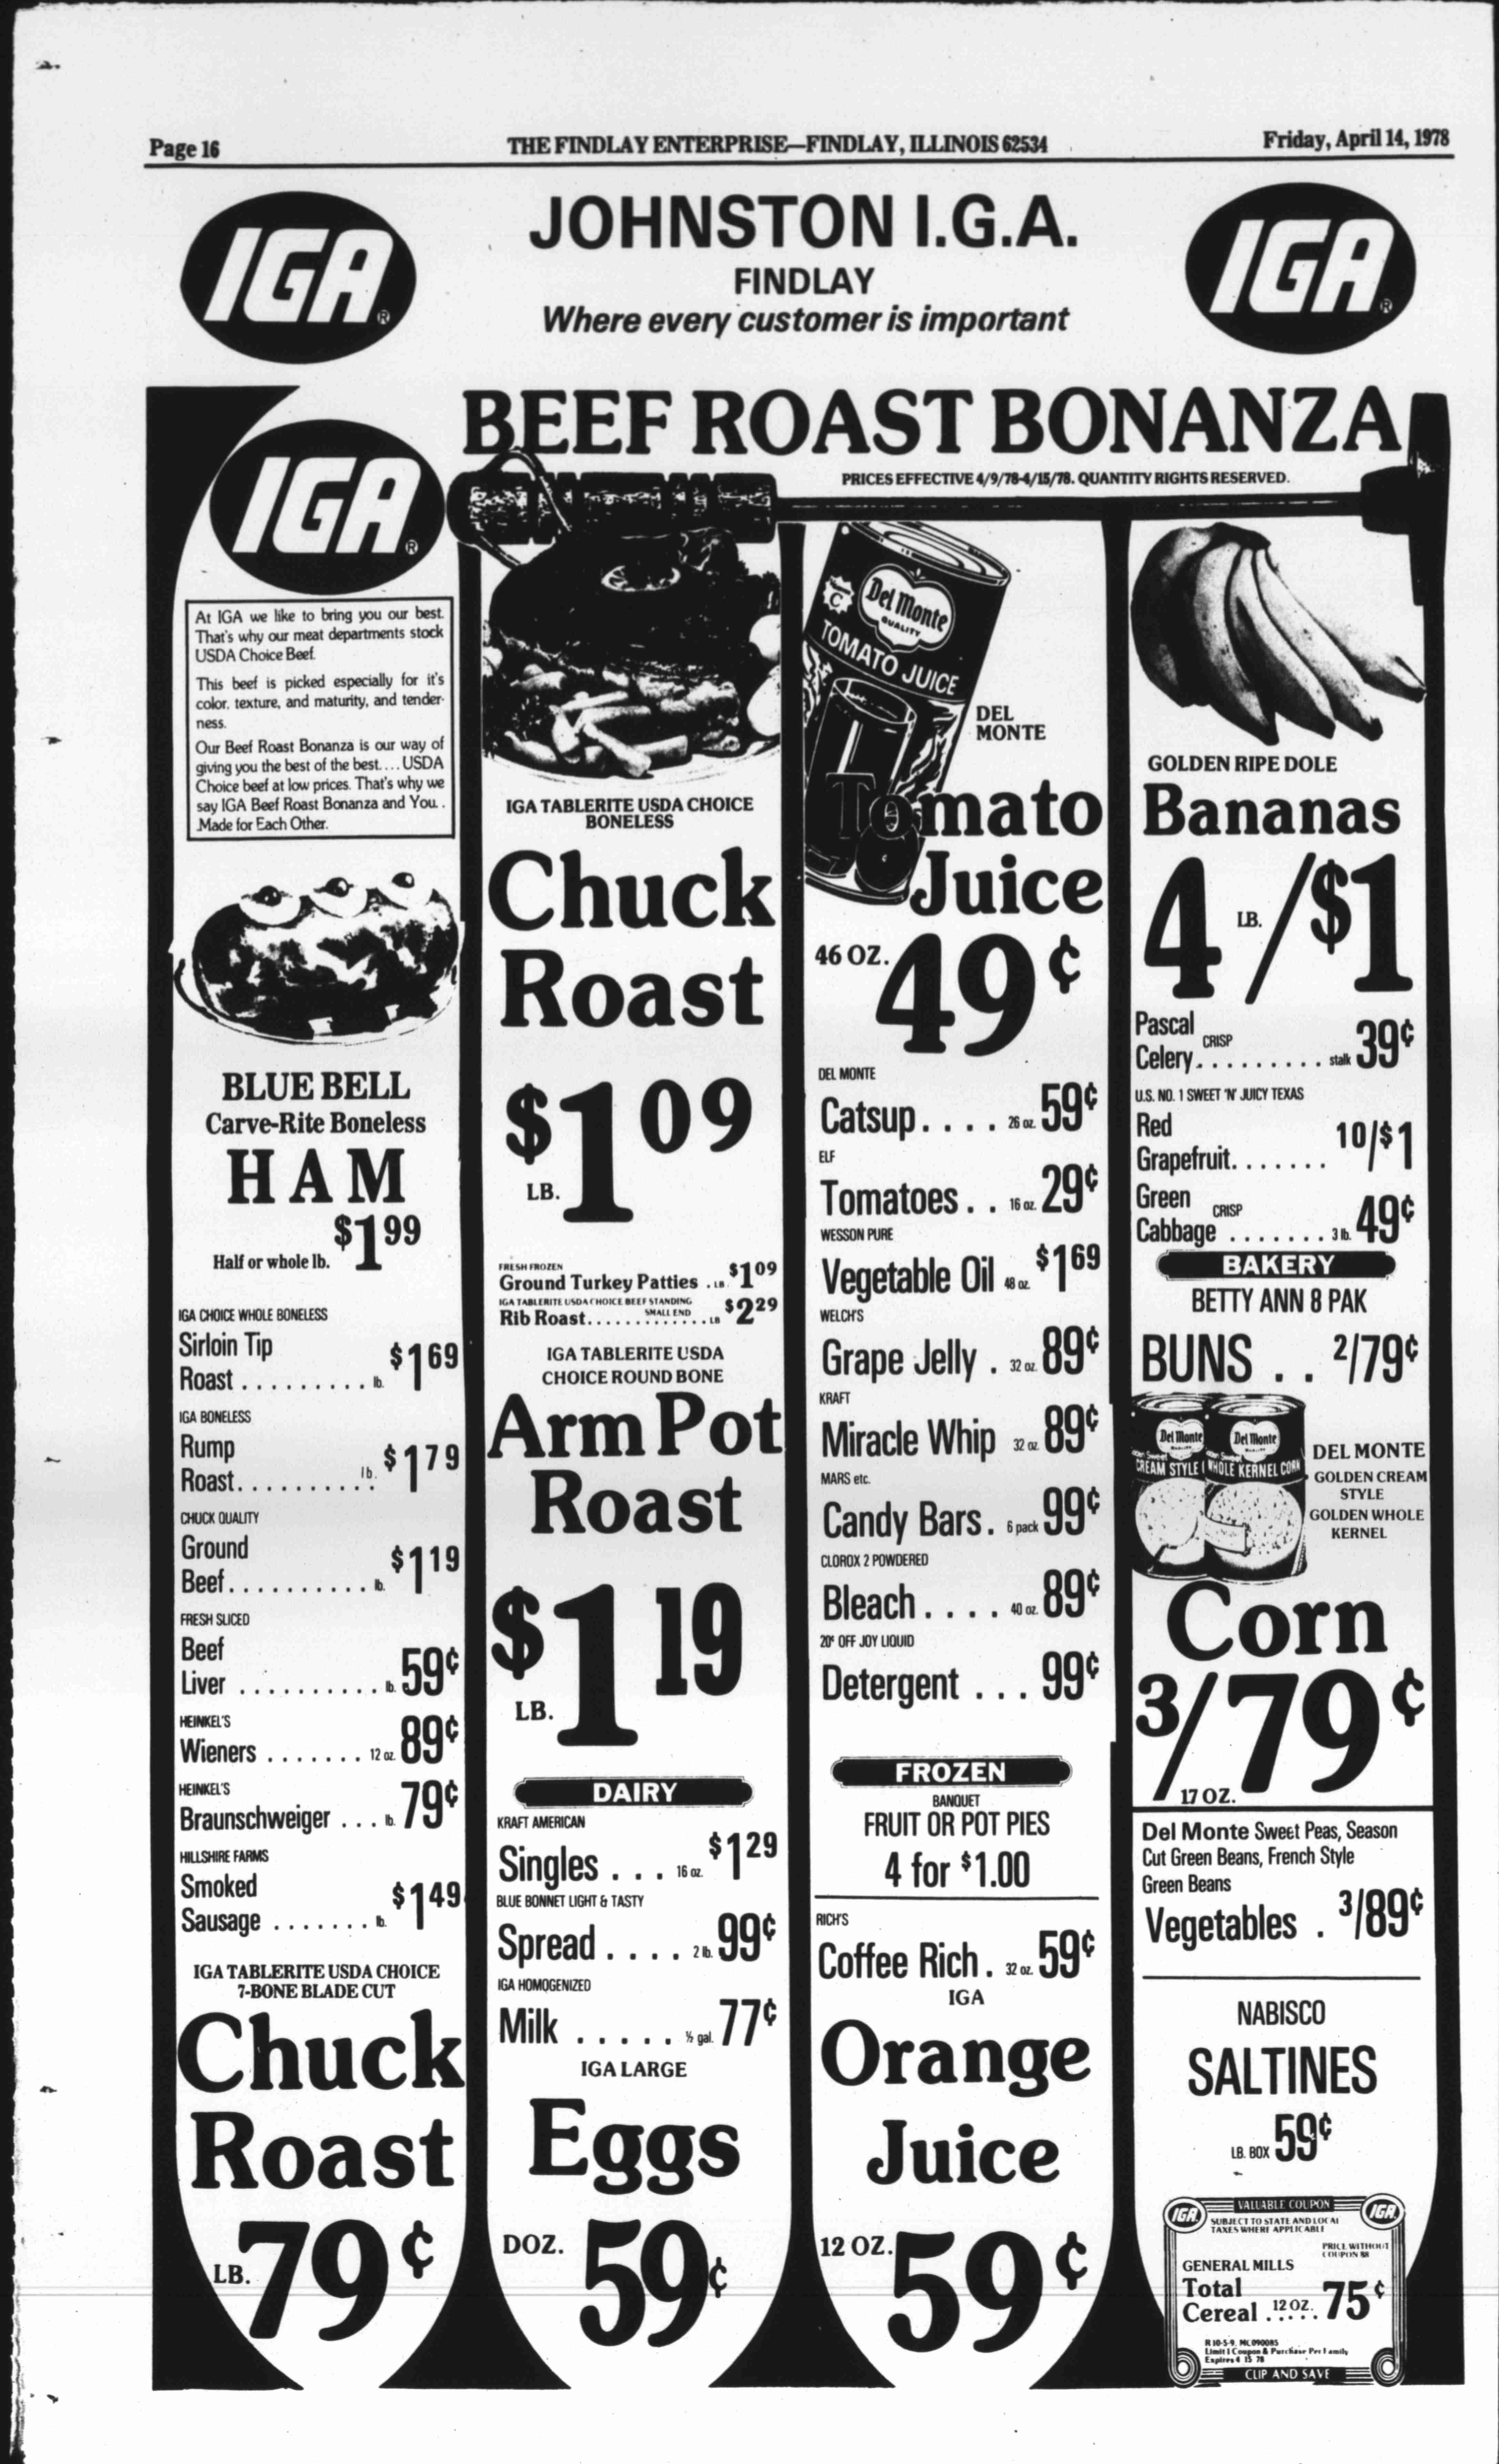 Page 16
THE FINDLAY ENTERPRISE—FINDLAY, ILLINOIS 62534
Friday, April 14, 1978
IGA®
JOHNSTON I.G.A.
FINDLAY
Where every customer is important
IGA®
BEEF ROAST BONANZA
PRICES EFFECTIVE 4/9/78-4/15/78. QUANTITY RIGHTS RESERVED.
IGA®
At IGA we like to bring you our best.
That's why our meat departments stock
USDA Choice Beef.
This beef is picked especially for it's
color, texture, and maturity, and tender-
ness.
Our Beef Roast Bonanza is our way of
giving you the best of the best. . . . USDA
Choice beef at low prices. That's why we
say IGA Beef Roast Bonanza and You. .
Made for Each Other.
BLUE BELL
Carve-Rite Boneless
HAM
$1 99
Half or whole lb.
IGA CHOICE WHOLE BONELESS
Sirloin Tip
Roast . . . . . . . . . lb. $1 69
IGA BONELESS
Rump
Roast. . . . . . . . . . lb. $1 79
CHUCK QUALITY
Ground
Beef. . . . . . . . . . lb. $1 19
FRESH SLICED
Beef
Liver . . . . . . . . . . lb. 59¢
HEINKEL'S
Wieners . . . . . . . 12 oz. 89¢
HEINKEL'S
Braunschweiger . . . lb. 79¢
HILLSHIRE FARMS
Smoked
Sausage . . . . . . . lb. $1 49
IGA TABLERITE USDA CHOICE
7-BONE BLADE CUT
Chuck
Roast
LB. 79¢
IGA TABLERITE USDA CHOICE
BONELESS
Chuck
Roast
$1 09
LB.
FRESH FROZEN
Ground Turkey Patties . LB. $1 09
IGA TABLERITE USDA CHOICE BEEF STANDING
Rib Roast. . . . . . SMALL END . . . LB $2 29
IGA TABLERITE USDA
CHOICE ROUND BONE
Arm Pot
Roast
$1 19
LB.
DAIRY
KRAFT AMERICAN
Singles . . . 16 oz. $1 29
BLUE BONNET LIGHT & TASTY
Spread . . . . 2 lb. 99¢
IGA HOMOGENIZED
Milk . . . . . ½ gal. 77¢
IGA LARGE
Eggs
DOZ. 59¢
C
Del Monte
QUALITY
TOMATO JUICE
DEL
MONTE
Tomato
Juice
46 OZ. 49¢
DEL MONTE
Catsup. . . . 26 oz. 59¢
ELF
Tomatoes . . 16 oz. 29¢
WESSON PURE
Vegetable Oil . . 48 oz. $1 69
WELCH'S
Grape Jelly . 32 oz. 89¢
KRAFT
Miracle Whip 32 oz. 89¢
MARS etc.
Candy Bars. 6 pack 99¢
CLOROX 2 POWDERED
Bleach . . . . 40 oz. 89¢
20¢ OFF JOY LIQUID
Detergent . . . 99¢
FROZEN
BANQUET
FRUIT OR POT PIES
4 for $1.00
RICH'S
Coffee Rich . 32 oz. 59¢
IGA
Orange
Juice
12 OZ. 59¢
GOLDEN RIPE DOLE
Bananas
4 LB. /$1
Pascal
CRISP
Celery. . . . . . . . . stalk 39¢
U.S. NO. 1 SWEET 'N' JUICY TEXAS
Red
Grapefruit. . . . . . . 10/$1
Green
CRISP
Cabbage . . . . . . . 3 lb. 49¢
BAKERY
BETTY ANN 8 PAK
BUNS . . 2/79¢
Del Monte
Del Monte
CREAM STYLE
WHOLE KERNEL CORN
DEL MONTE
GOLDEN CREAM
STYLE
GOLDEN WHOLE
KERNEL
Corn
3/79¢
17 OZ.
Del Monte Sweet Peas, Season
Cut Green Beans, French Style
Green Beans
Vegetables . 3/89¢
NABISCO
SALTINES
LB. BOX 59¢
IGA VALUABLE COUPON IGA
SUBJECT TO STATE AND LOCAL
TAXES WHERE APPLICABLE
PRICE WITHOUT
COUPON
GENERAL MILLS
Total
Cereal . 12 OZ. . . 75¢
R 10-5-9. MC090085
Limit 1 Coupon & Purchase Per Family
Expires 4 15 78
CLIP AND SAVE